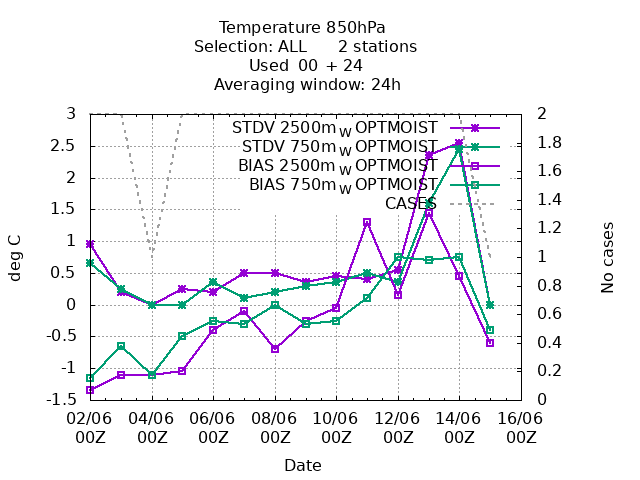 Temperature 850hPa
Selection: ALL 2 stations
Used 00 + 24
Averaging window: 24h
STDV 2500m_W OPTMOIST
STDV 750m_W OPTMOIST
BIAS 2500m_W OPTMOIST
BIAS 750m_W OPTMOIST
CASES
deg C
3
2.5
2
1.5
1
0.5
0
-0.5
-1
-1.5
No cases
2
1.8
1.6
1.4
1.2
1
0.8
0.6
0.4
0.2
0
02/06 04/06 06/06 08/06 10/06 12/06 14/06 16/06
00Z 00Z 00Z 00Z 00Z 00Z 00Z 00Z
Date